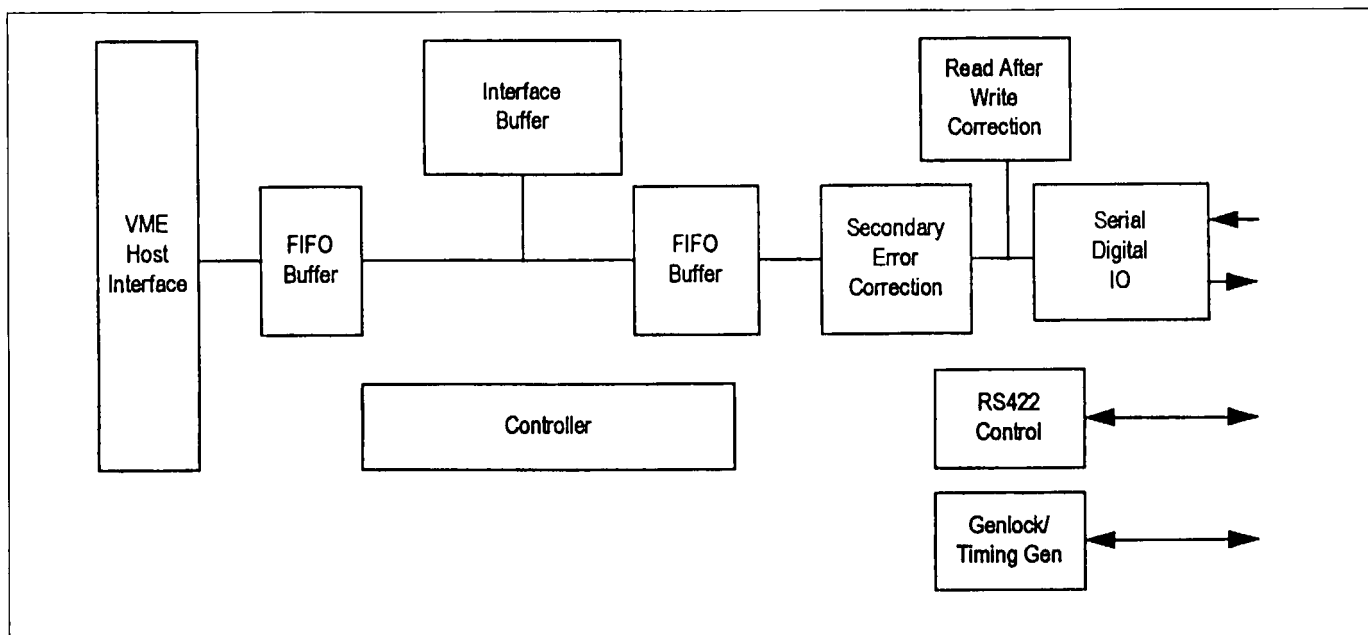 Interface
Buffer
Read After
Write
Correction
VME
Host
Interface
FIFO
Buffer
FIFO
Buffer
Secondary
Error
Correction
Serial
Digital
IO
Controller
RS422
Control
Genlock/
Timing Gen